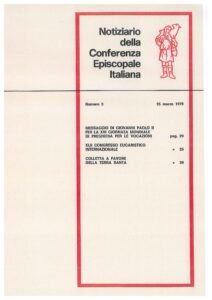 Notiziario
della
Conferenza
Episcopale
Italiana
Numero 3 15 marzo 1979
MESSAGGIO DI GIOVANNI PAOLO II
PER LA XVI GIORNATA MONDIALE
DI PREGHIERA PER LE VOCAZIONI pag. 19
XLII CONGRESSO EUCARISTICO
INTERNAZIONALE » 25
COLLETTA A FAVORE
DELLA TERRA SANTA » 28